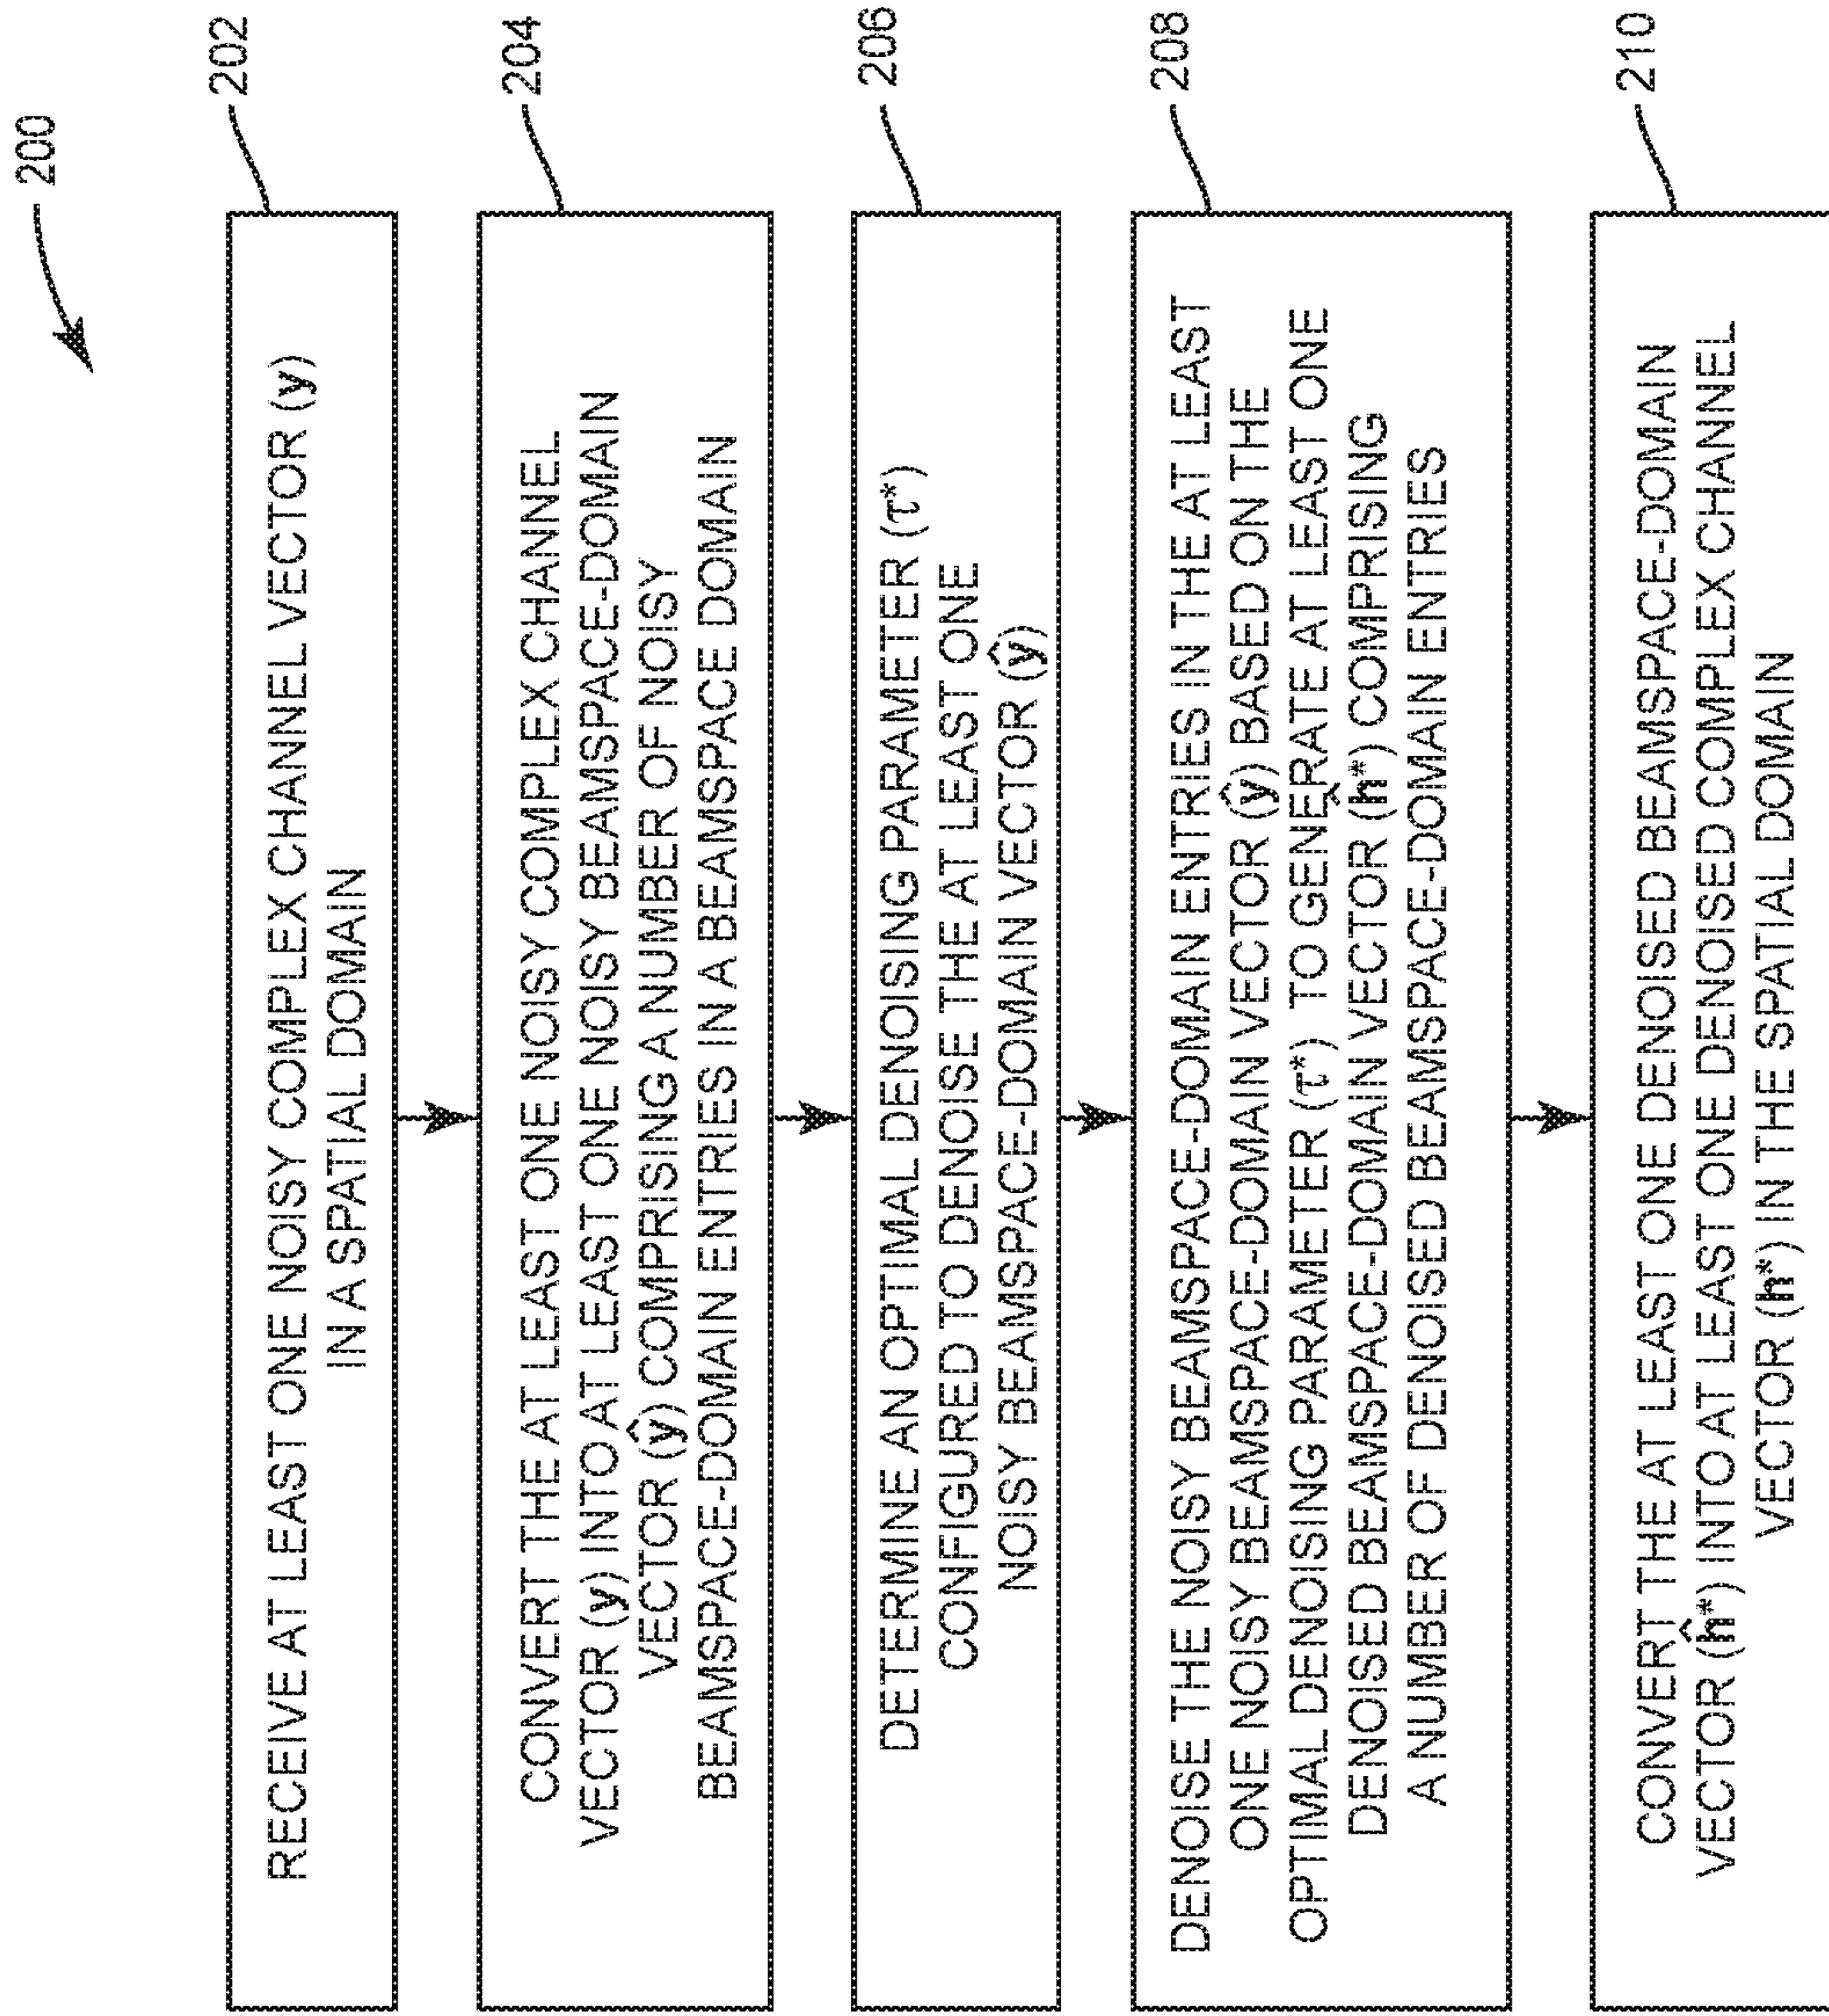 200
202
RECEIVE AT LEAST ONE NOISY COMPLEX CHANNEL VECTOR (y)
IN A SPATIAL DOMAIN
204
CONVERT THE AT LEAST ONE NOISY COMPLEX CHANNEL
VECTOR (y) INTO AT LEAST ONE NOISY BEAMSPACE-DOMAIN
VECTOR (ŷ) COMPRISING A NUMBER OF NOISY
BEAMSPACE-DOMAIN ENTRIES IN A BEAMSPACE DOMAIN
206
DETERMINE AN OPTIMAL DENOISING PARAMETER (τ*)
CONFIGURED TO DENOISE THE AT LEAST ONE
NOISY BEAMSPACE-DOMAIN VECTOR (ŷ)
208
DENOISE THE NOISY BEAMSPACE-DOMAIN ENTRIES IN THE AT LEAST
ONE NOISY BEAMSPACE-DOMAIN VECTOR (ŷ) BASED ON THE
OPTIMAL DENOISING PARAMETER (τ*) TO GENERATE AT LEAST ONE
DENOISED BEAMSPACE-DOMAIN VECTOR (ĥ*) COMPRISING
A NUMBER OF DENOISED BEAMSPACE-DOMAIN ENTRIES
210
CONVERT THE AT LEAST ONE DENOISED BEAMSPACE-DOMAIN
VECTOR (ĥ*) INTO AT LEAST ONE DENOISED COMPLEX CHANNEL
VECTOR (h*) IN THE SPATIAL DOMAIN